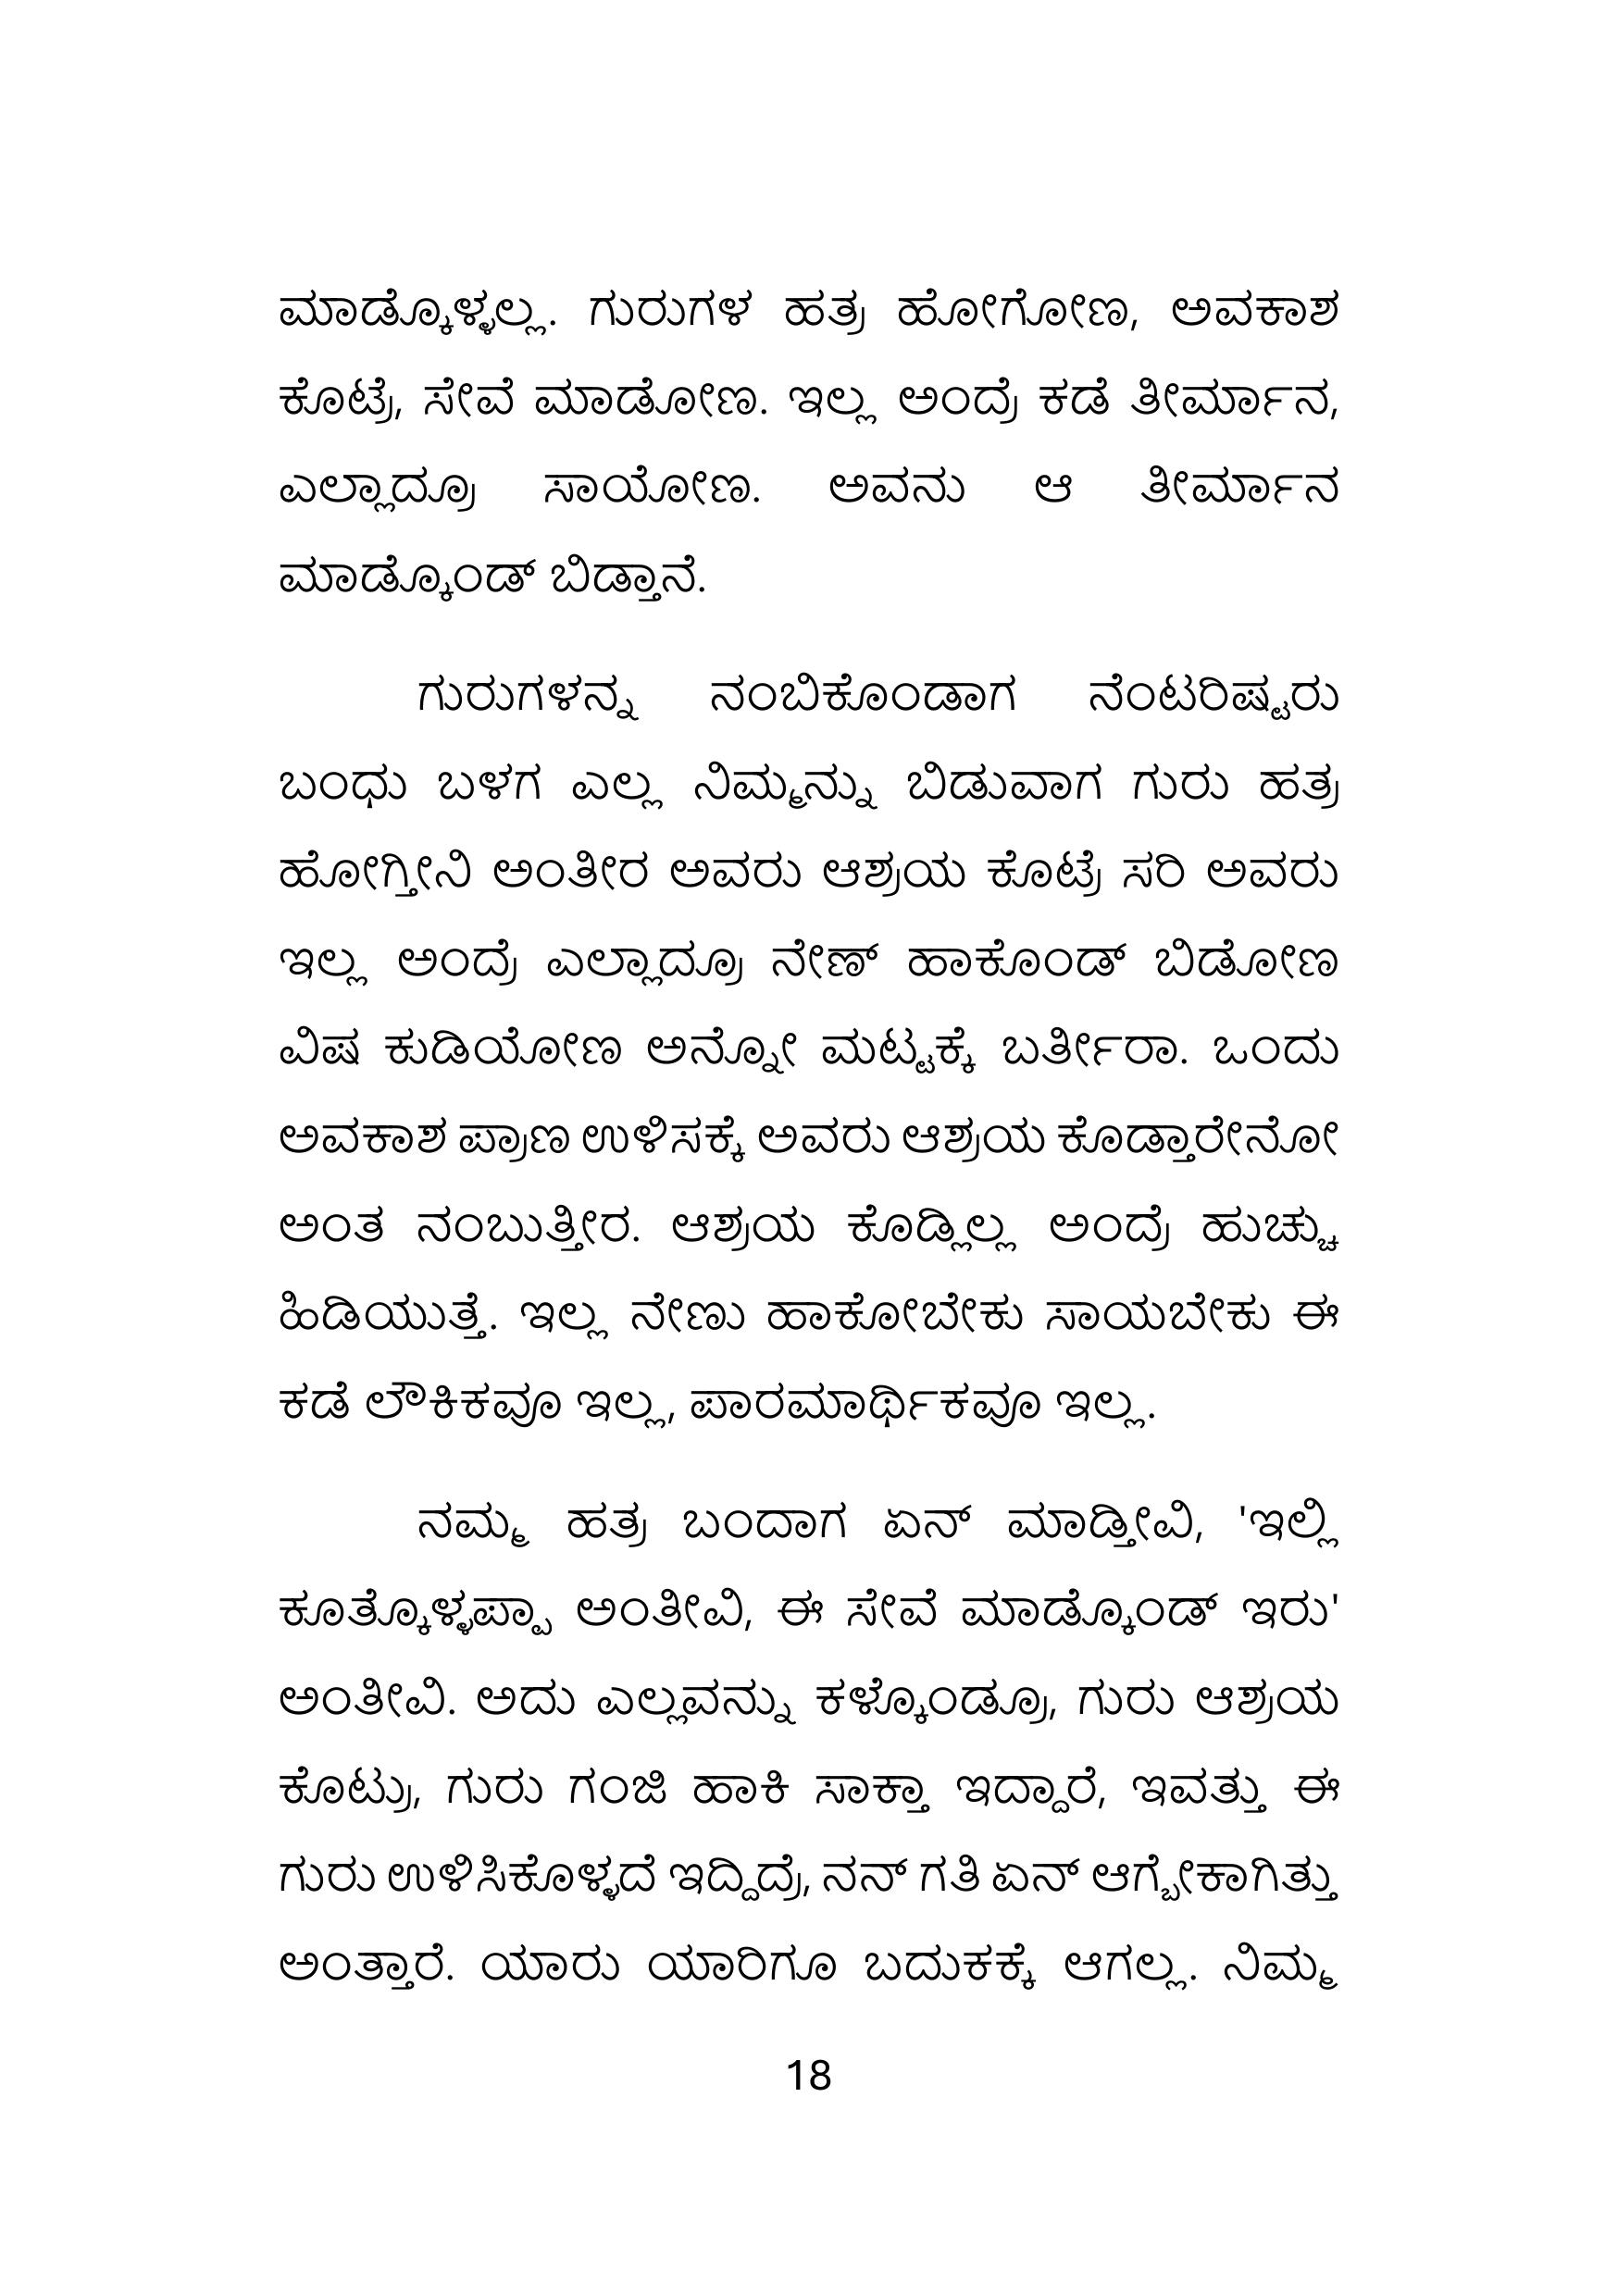 ಮಾಡ್ಕೊಳ್ಳಲ್ಲ. ಗುರುಗಳ ಹತ್ರ ಹೋಗೋಣ, ಅವಕಾಶ
ಕೊಟ್ರೆ, ಸೇವೆ ಮಾಡೋಣ. ಇಲ್ಲ ಅಂದ್ರೆ ಕಡೆ ತೀರ್ಮಾನ,
ಎಲ್ಲಾದ್ರೂ ಸಾಯೋಣ. ಅವನು ಆ ತೀರ್ಮಾನ
ಮಾಡ್ಕೊಂಡ್ ಬಿಡ್ತಾನೆ.
ಗುರುಗಳನ್ನ ನಂಬಿಕೊಂಡಾಗ ನೆಂಟರಿಷ್ಟರು
ಬಂಧು ಬಳಗ ಎಲ್ಲ ನಿಮ್ಮನ್ನು ಬಿಡುವಾಗ ಗುರು ಹತ್ರ
ಹೋಗ್ತೀನಿ ಅಂತೀರ ಅವರು ಆಶ್ರಯ ಕೊಟ್ರೆ ಸರಿ ಅವರು
ಇಲ್ಲ ಅಂದ್ರೆ ಎಲ್ಲಾದ್ರೂ ನೇಣ್ ಹಾಕೊಂಡ್ ಬಿಡೋಣ
ವಿಷ ಕುಡಿಯೋಣ ಅನ್ನೋ ಮಟ್ಟಕ್ಕೆ ಬರ್ತೀರಾ. ಒಂದು
ಅವಕಾಶ ಪ್ರಾಣ ಉಳಿಸಕ್ಕೆ ಅವರು ಆಶ್ರಯ ಕೊಡ್ತಾರೇನೋ
ಅಂತ ನಂಬುತ್ತೀರ. ಆಶ್ರಯ ಕೊಡ್ಲಿಲ್ಲ ಅಂದ್ರೆ ಹುಚ್ಚು
ಹಿಡಿಯುತ್ತೆ. ಇಲ್ಲ ನೇಣು ಹಾಕೋಬೇಕು ಸಾಯಬೇಕು ಈ
ಕಡೆ ಲೌಕಿಕವೂ ಇಲ್ಲ, ಪಾರಮಾರ್ಥಿಕವೂ ಇಲ್ಲ.
ನಮ್ಮ ಹತ್ರ ಬಂದಾಗ ಏನ್ ಮಾಡ್ತೀವಿ, 'ಇಲ್ಲಿ
ಕೂತ್ಕೊಳ್ಳಪ್ಪಾ ಅಂತೀವಿ, ಈ ಸೇವೆ ಮಾಡ್ಕೊಂಡ್ ಇರು'
ಅಂತೀವಿ. ಅದು ಎಲ್ಲವನ್ನು ಕಳ್ಕೊಂಡ್ರೂ, ಗುರು ಆಶ್ರಯ
ಕೊಟ್ರು, ಗುರು ಗಂಜಿ ಹಾಕಿ ಸಾಕ್ತಾ ಇದ್ದಾರೆ, ಇವತ್ತು ಈ
ಗುರು ಉಳಿಸಿಕೊಳ್ಳದೆ ಇದ್ದಿದ್ರೆ, ನನ್ ಗತಿ ಏನ್ ಆಗ್ಬೇಕಾಗಿತ್ತು
ಅಂತ್ತಾರೆ. ಯಾರು ಯಾರಿಗೂ ಬದುಕಕ್ಕೆ ಆಗಲ್ಲ. ನಿಮ್ಮ
18